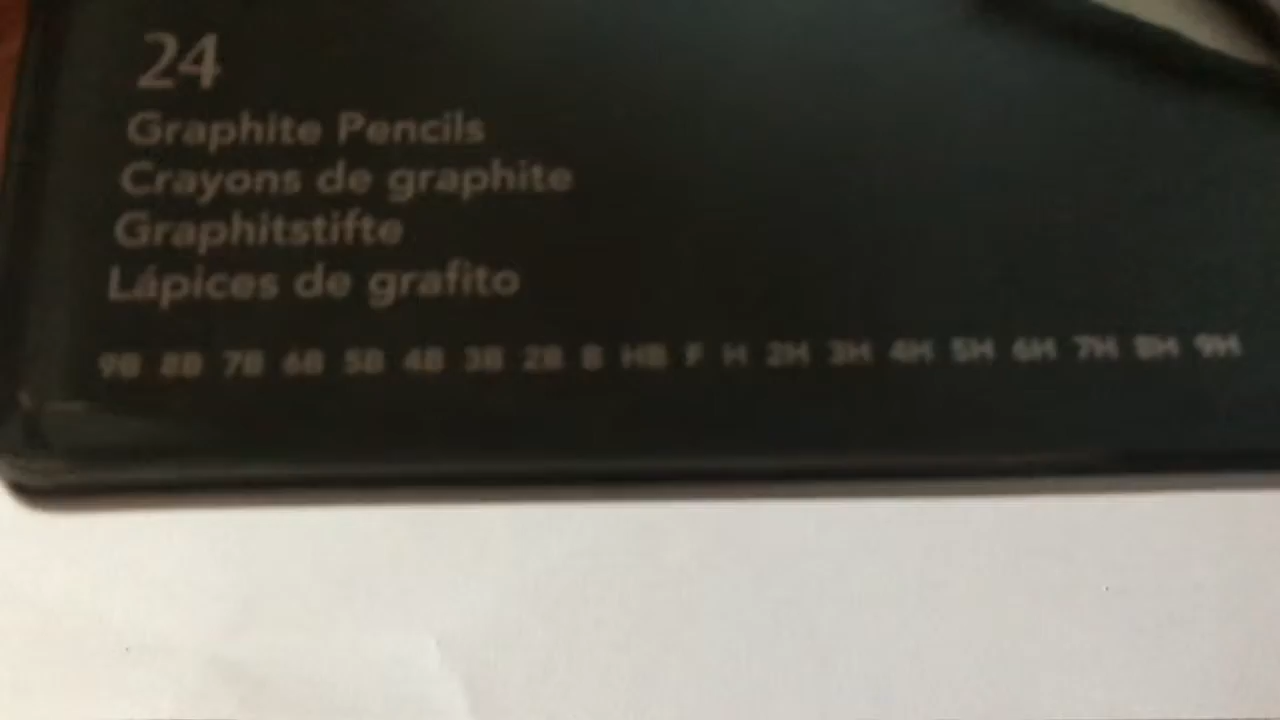 24
Graphite Pencils
Crayons de graphite
Graphitstifte
Lápices de grafito
9B 8B 7B 6B 5B 4B 3B 2B B HB F H 2H 3H 4H 5H 6H 7H 8H 9H